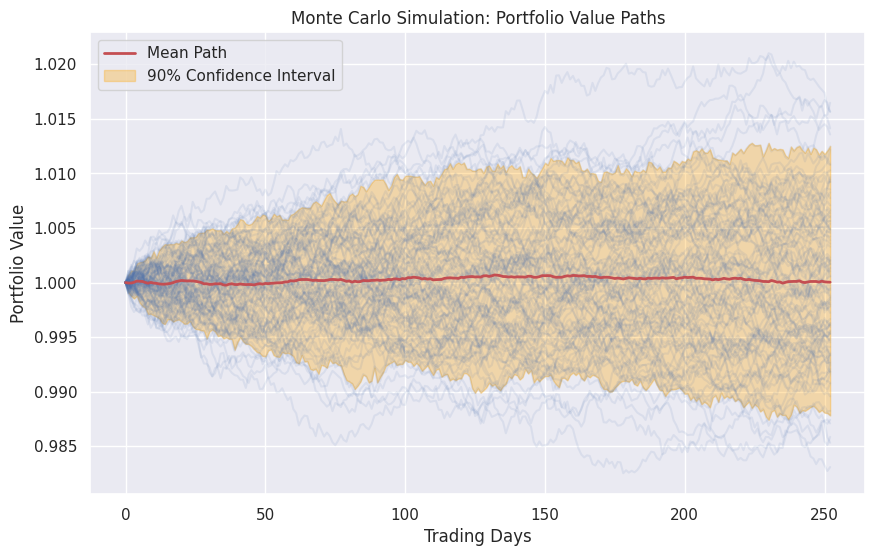 Monte Carlo Simulation: Portfolio Value Paths
Mean Path
90% Confidence Interval
Portfolio Value
1.020
1.015
1.010
1.005
1.000
0.995
0.990
0.985
0
50
100
150
200
250
Trading Days